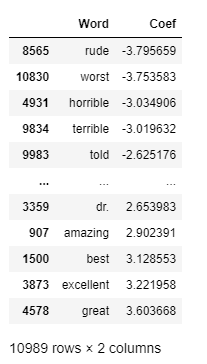 Word Coef
8565 rude -3.795659
10830 worst -3.753583
4931 horrible -3.034906
9834 terrible -3.019632
9983 told -2.625176
... ... ...
3359 dr. 2.653983
907 amazing 2.902391
1500 best 3.128553
3873 excellent 3.221958
4578 great 3.603668
10989 rows × 2 columns